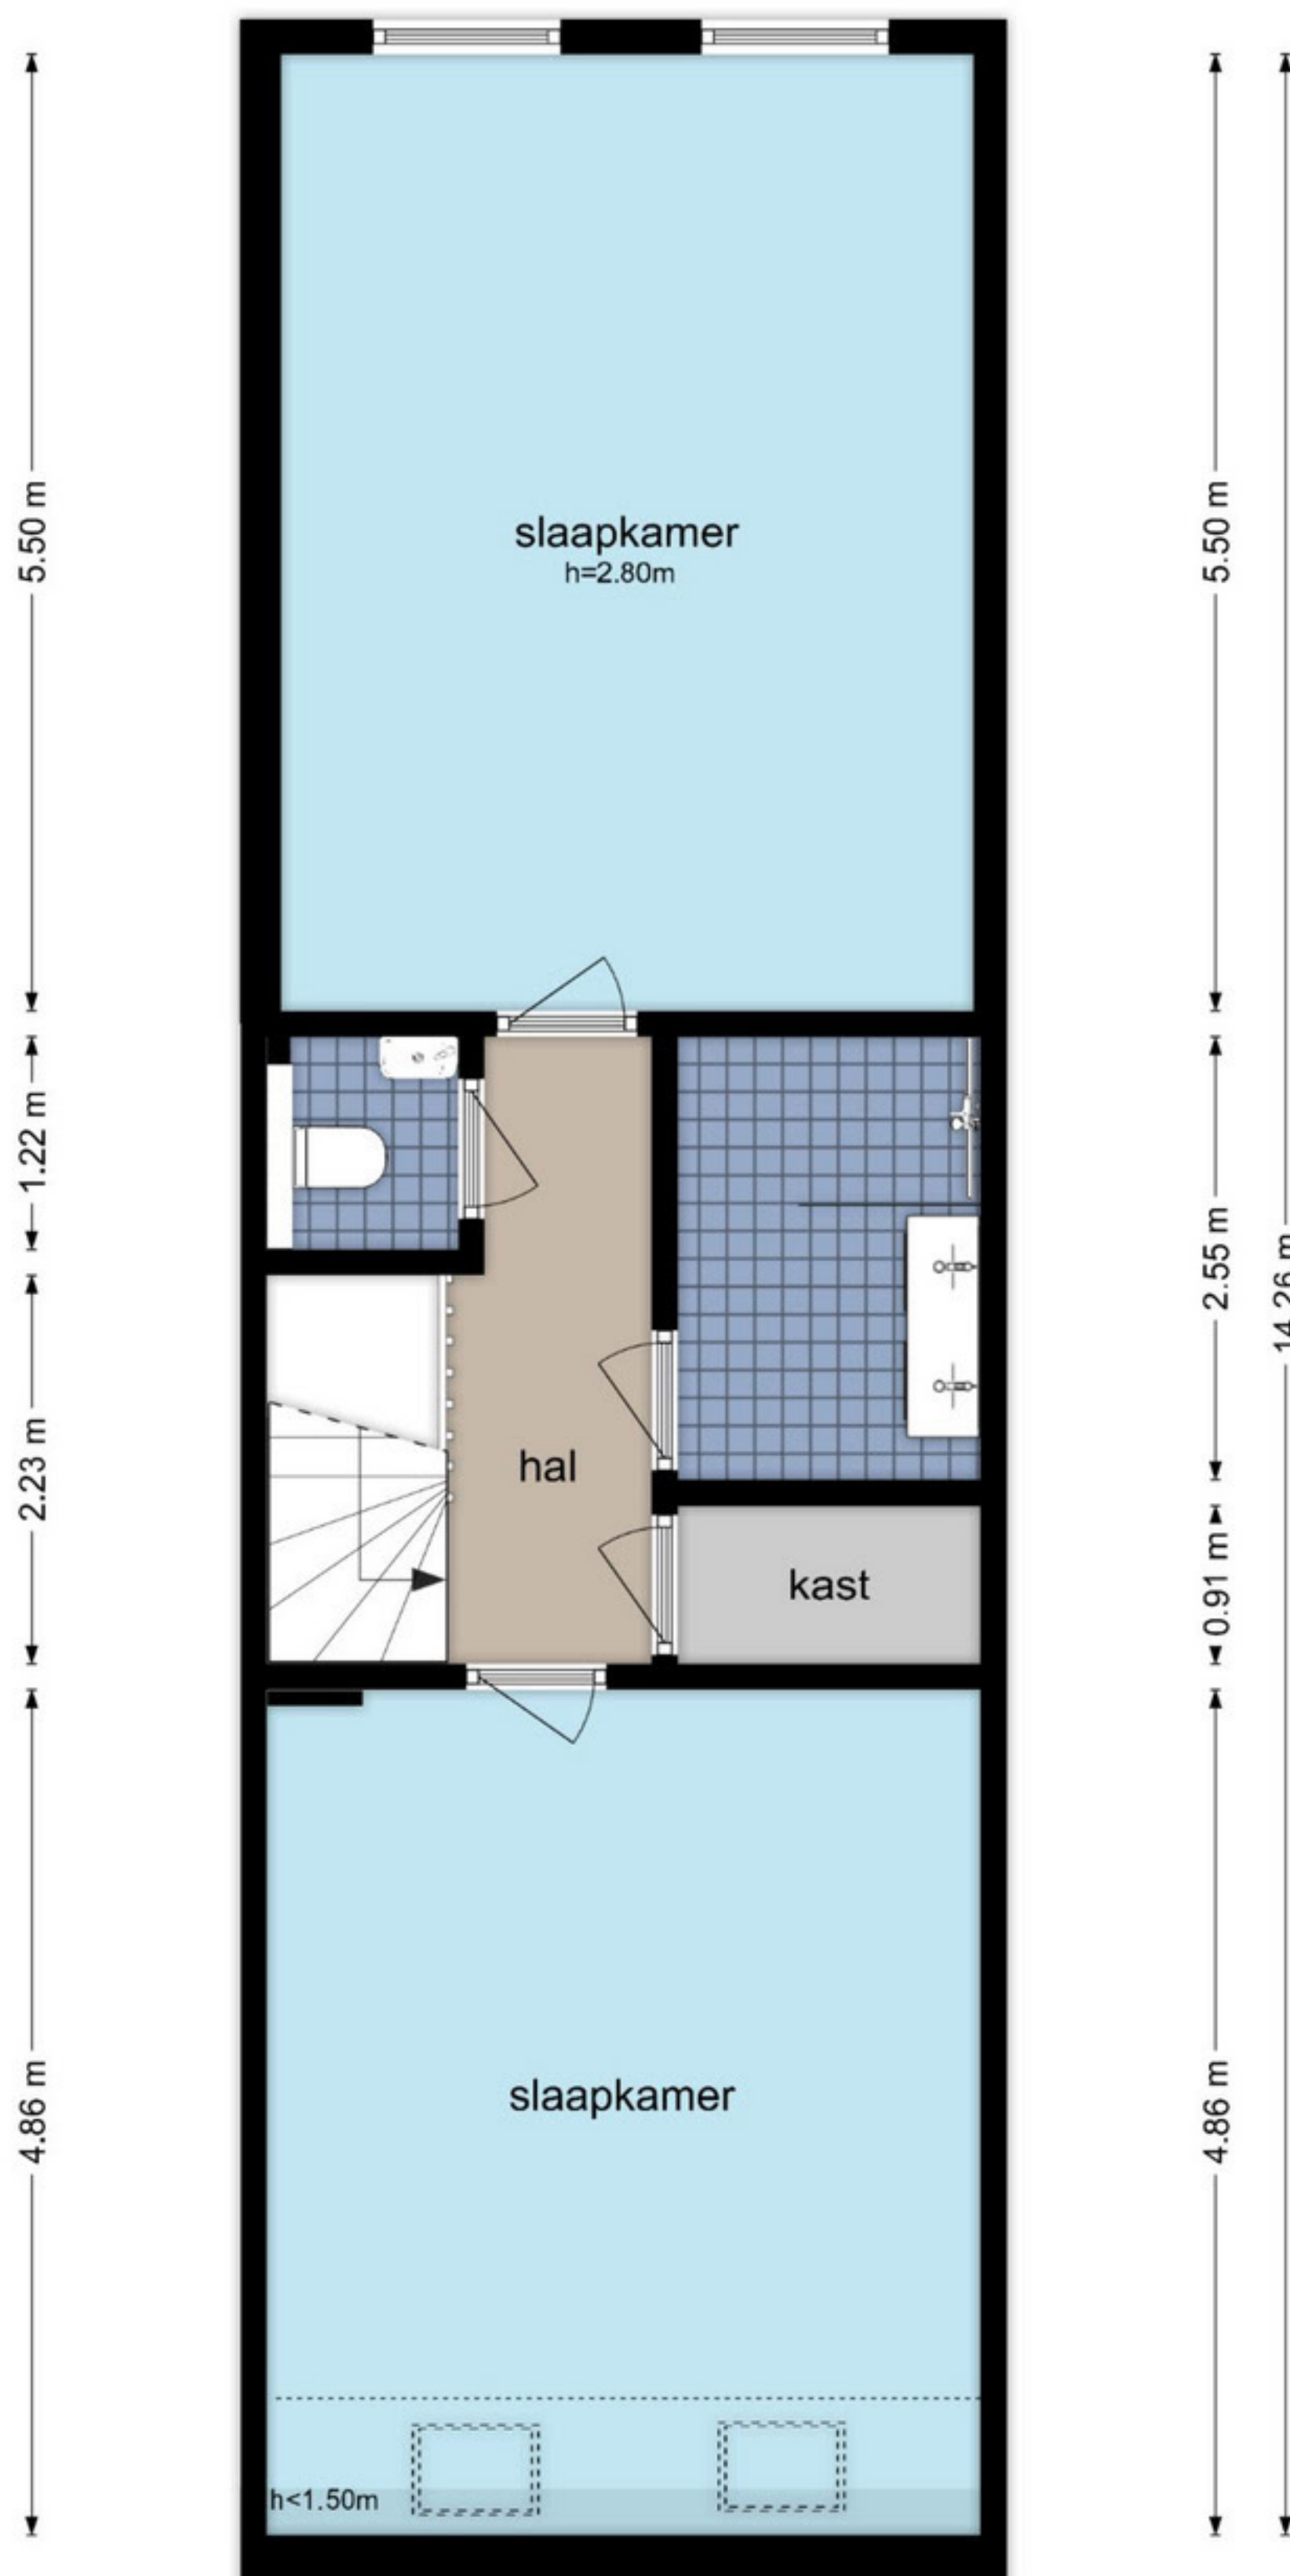 slaapkamer
h=2.80m
5.50 m
5.50 m
1.22 m
2.55 m
14.26 m
2.23 m
hal
kast
0.91 m
4.86 m
slaapkamer
4.86 m
h<1.50m